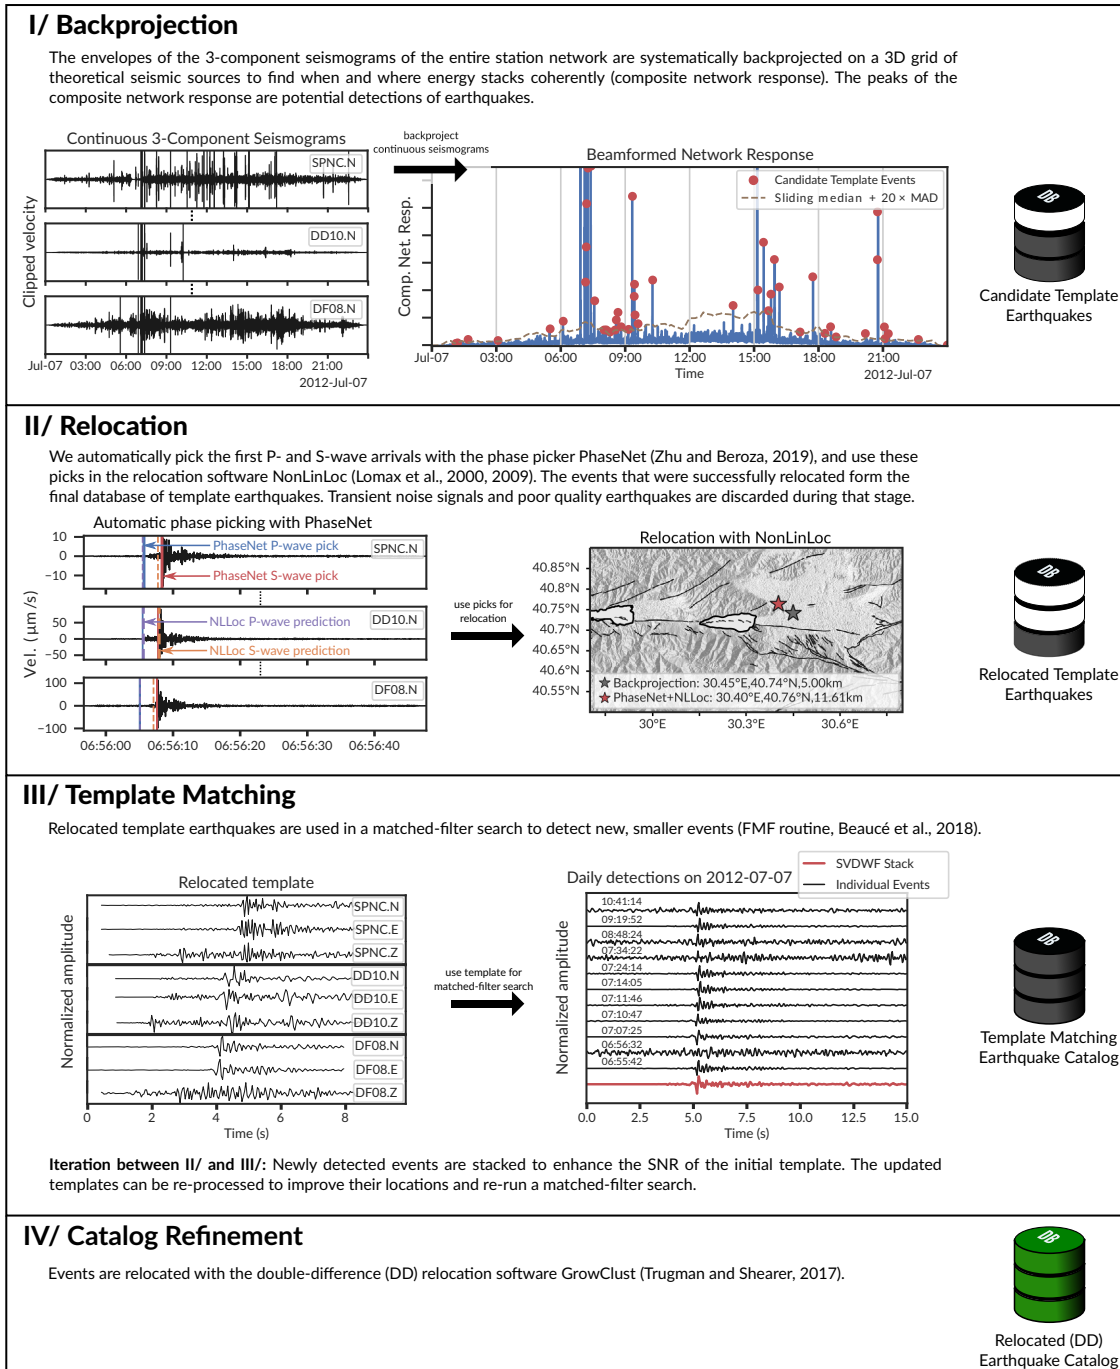 I/ Backprojection
The envelopes of the 3-component seismograms of the entire station network are systematically backprojected on a 3D grid of
theoretical seismic sources to find when and where energy stacks coherently (composite network response). The peaks of the
composite network response are potential detections of earthquakes.
Continuous 3-Component Seismograms
backproject
continuous seismograms
Beamformed Network Response
Clipped velocity
SPNC.N
DD10.N
DF08.N
Jul-07 03:00 06:00 09:00 12:00 15:00 18:00 21:00
2012-Jul-07
Comp. Net. Resp.
Candidate Template Events
Sliding median + 20 × MAD
Jul-07 03:00 06:00 09:00 12:00 15:00 18:00 21:00
Time
2012-Jul-07
DB
Candidate Template
Earthquakes
II/ Relocation
We automatically pick the first P- and S-wave arrivals with the phase picker PhaseNet (Zhu and Beroza, 2019), and use these
picks in the relocation software NonLinLoc (Lomax et al., 2000, 2009). The events that were successfully relocated form the
final database of template earthquakes. Transient noise signals and poor quality earthquakes are discarded during that stage.
Automatic phase picking with PhaseNet
Vel. (μm/s)
10
0
−10
PhaseNet P-wave pick
SPNC.N
PhaseNet S-wave pick
50
0
−50
NLLoc P-wave prediction
DD10.N
NLLoc S-wave prediction
100
0
−100
DF08.N
06:56:00 06:56:10 06:56:20 06:56:30 06:56:40
use picks for
relocation
Relocation with NonLinLoc
40.85°N
40.8°N
40.75°N
40.7°N
40.65°N
40.6°N
40.55°N
Backprojection: 30.45°E,40.74°N,5.00km
PhaseNet+NLLoc: 30.40°E,40.76°N,11.61km
30°E 30.3°E 30.6°E
DB
Relocated Template
Earthquakes
III/ Template Matching
Relocated template earthquakes are used in a matched-filter search to detect new, smaller events (FMF routine, Beaucé et al., 2018).
Relocated template
Normalized amplitude
SPNC.N
SPNC.E
SPNC.Z
DD10.N
DD10.E
DD10.Z
DF08.N
DF08.E
DF08.Z
0 2 4 6 8
Time (s)
use template for
matched-filter search
Daily detections on 2012-07-07
SVDWF Stack
Individual Events
Normalized amplitude
10:41:14
09:19:52
08:48:24
07:34:22
07:24:14
07:14:05
07:11:46
07:10:47
07:07:25
06:56:32
06:55:42
0.0 2.5 5.0 7.5 10.0 12.5 15.0
Time (s)
DB
Template Matching
Earthquake Catalog
Iteration between II/ and III/: Newly detected events are stacked to enhance the SNR of the initial template. The updated
templates can be re-processed to improve their locations and re-run a matched-filter search.
IV/ Catalog Refinement
Events are relocated with the double-difference (DD) relocation software GrowClust (Trugman and Shearer, 2017).
DB
Relocated (DD)
Earthquake Catalog